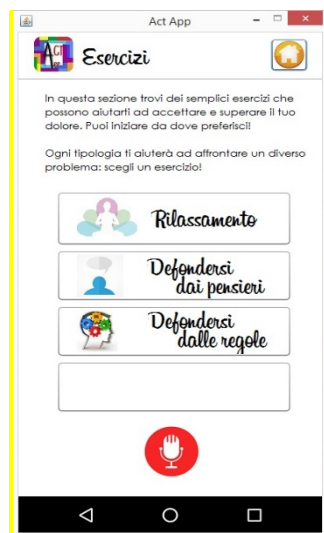 Act App
ACT
App
Esercizi
In questa sezione trovi dei semplici esercizi che
possono aiutarti ad accettare e superare il tuo
dolore. Puoi iniziare da dove preferisci!
Ogni tipologia ti aiuterà ad affrontare un diverso
problema: scegli un esercizio!
Rilassamento
Defondersi
dai pensieri
Defondersi
dalle regole